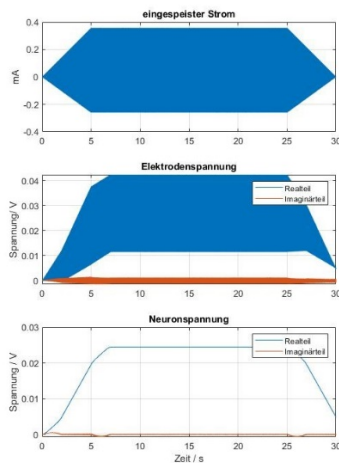 eingespeister Strom
0.4
0.2
0
-0.2
-0.4
mA
0 5 10 15 20 25 30
Elektrodenspannung
0.04
0.03
0.02
0.01
0
Spannung/ V
Realteil
Imaginärteil
0 5 10 15 20 25 30
Neuronspannung
0.03
0.02
0.01
0
Spannung / V
Realteil
Imaginärteil
0 5 10 15 20 25 30
Zeit / s